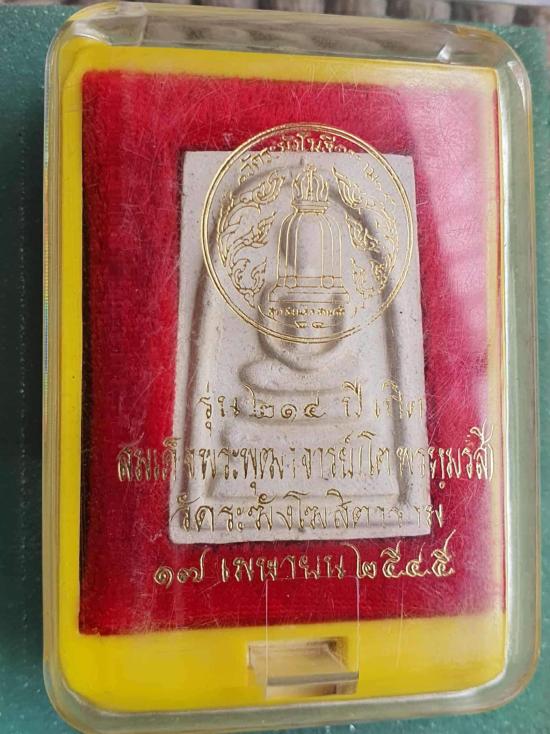 รุ่น ๒๑๔ ปี เกิด
สมเด็จพระพุฒาจารย์ (โต พรหฺมรํสี)
วัดระฆังโฆสิตาราม
๑๗ เมษายน ๒๕๔๕